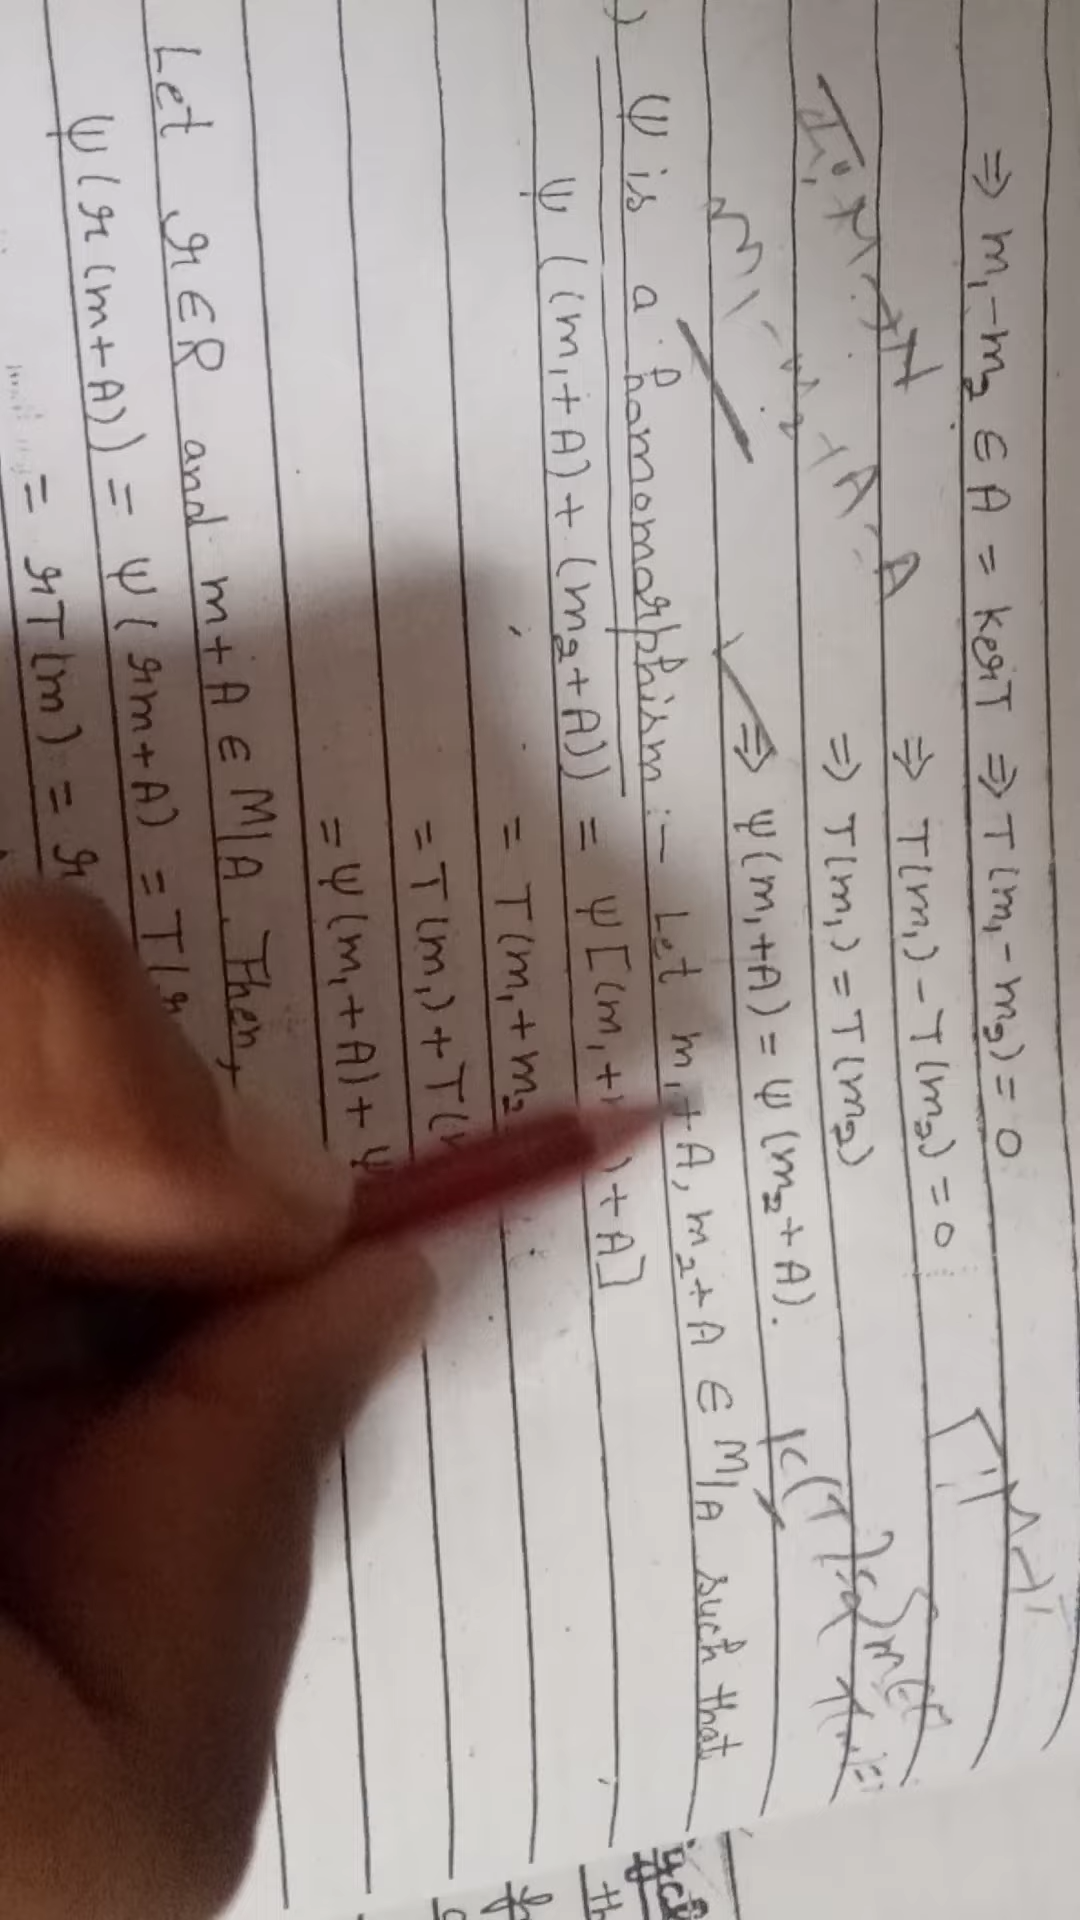 ⇒ m₁-m₂ ∈ A = KerT ⇒ T(m₁-m₂) = 0
⇒ T(m₁) - T(m₂) = 0
⇒ T(m₁) = T(m₂)
⇒ ψ(m₁+A) = ψ(m₂+A).
ψ is a homomorphism :- Let m₁+A, m₂+A ∈ M/A such that
ψ((m₁+A)+(m₂+A)) = ψ[(m₁+ )+A]
= T(m₁+m₂
= T(m₁)+T(
= ψ(m₁+A)+ψ
Let r∈R and m+A ∈ M/A. Then,
ψ(r(m+A)) = ψ(rm+A) = T(r
= rT(m) = r